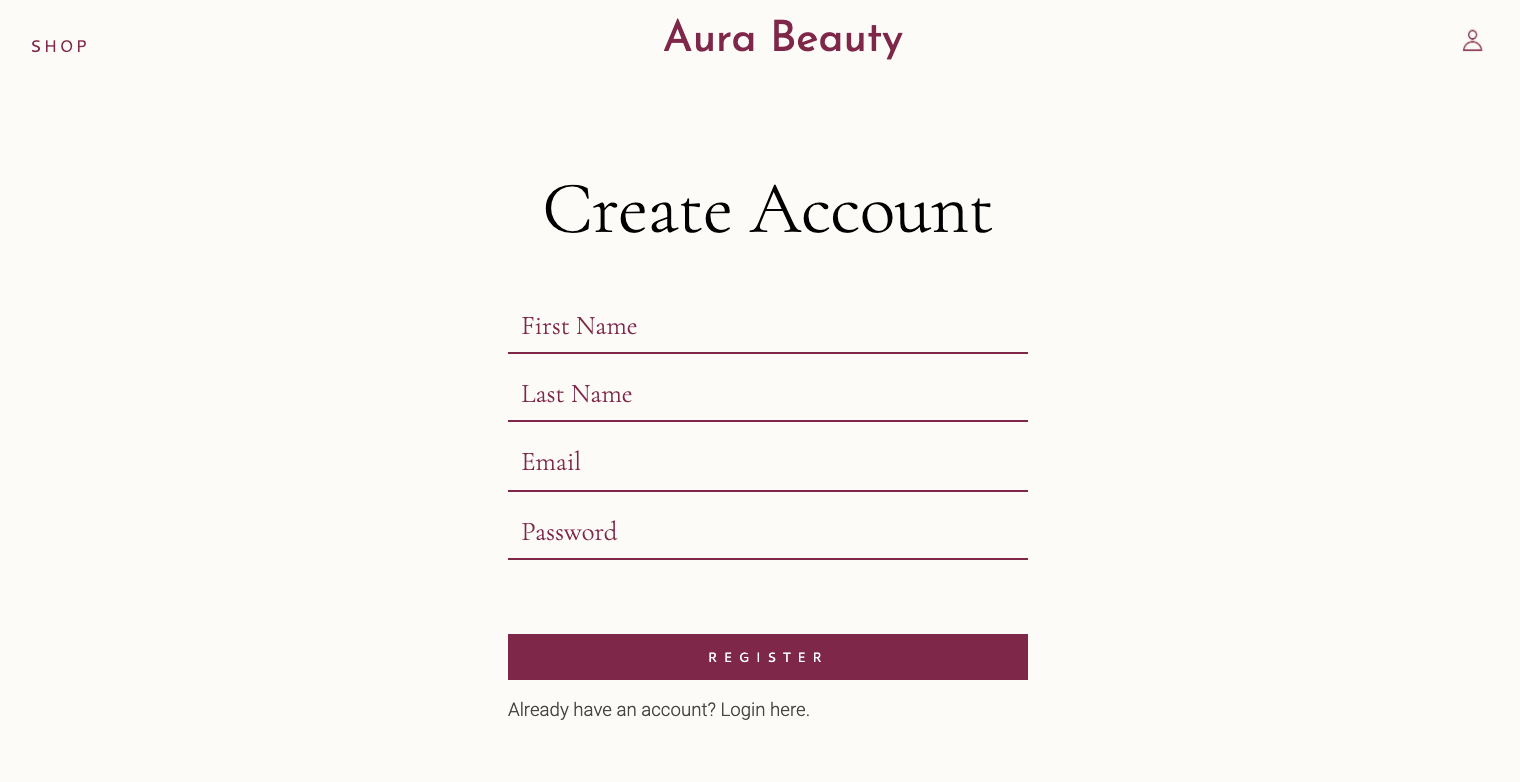 SHOP
Aura Beauty
Create Account
First Name
Last Name
Email
Password
REGISTER
Already have an account? Login here.